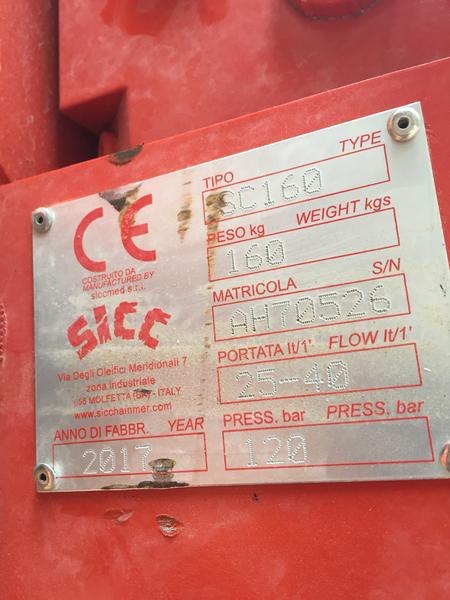 CE
COSTRUITO DA
MANUFACTURED BY
siccmed s.r.l.
SICC
Via Degli Oleifici Meridionali 7
zona industriale
MOLFETTA - ITALY
www.sicchammer.com
ANNO DI FABBR. YEAR
2017
TIPO TYPE
SC160
PESO kg WEIGHT kgs
160
MATRICOLA S/N
AH70526
PORTATA lt/1' FLOW lt/1'
25-40
PRESS. bar PRESS. bar
120